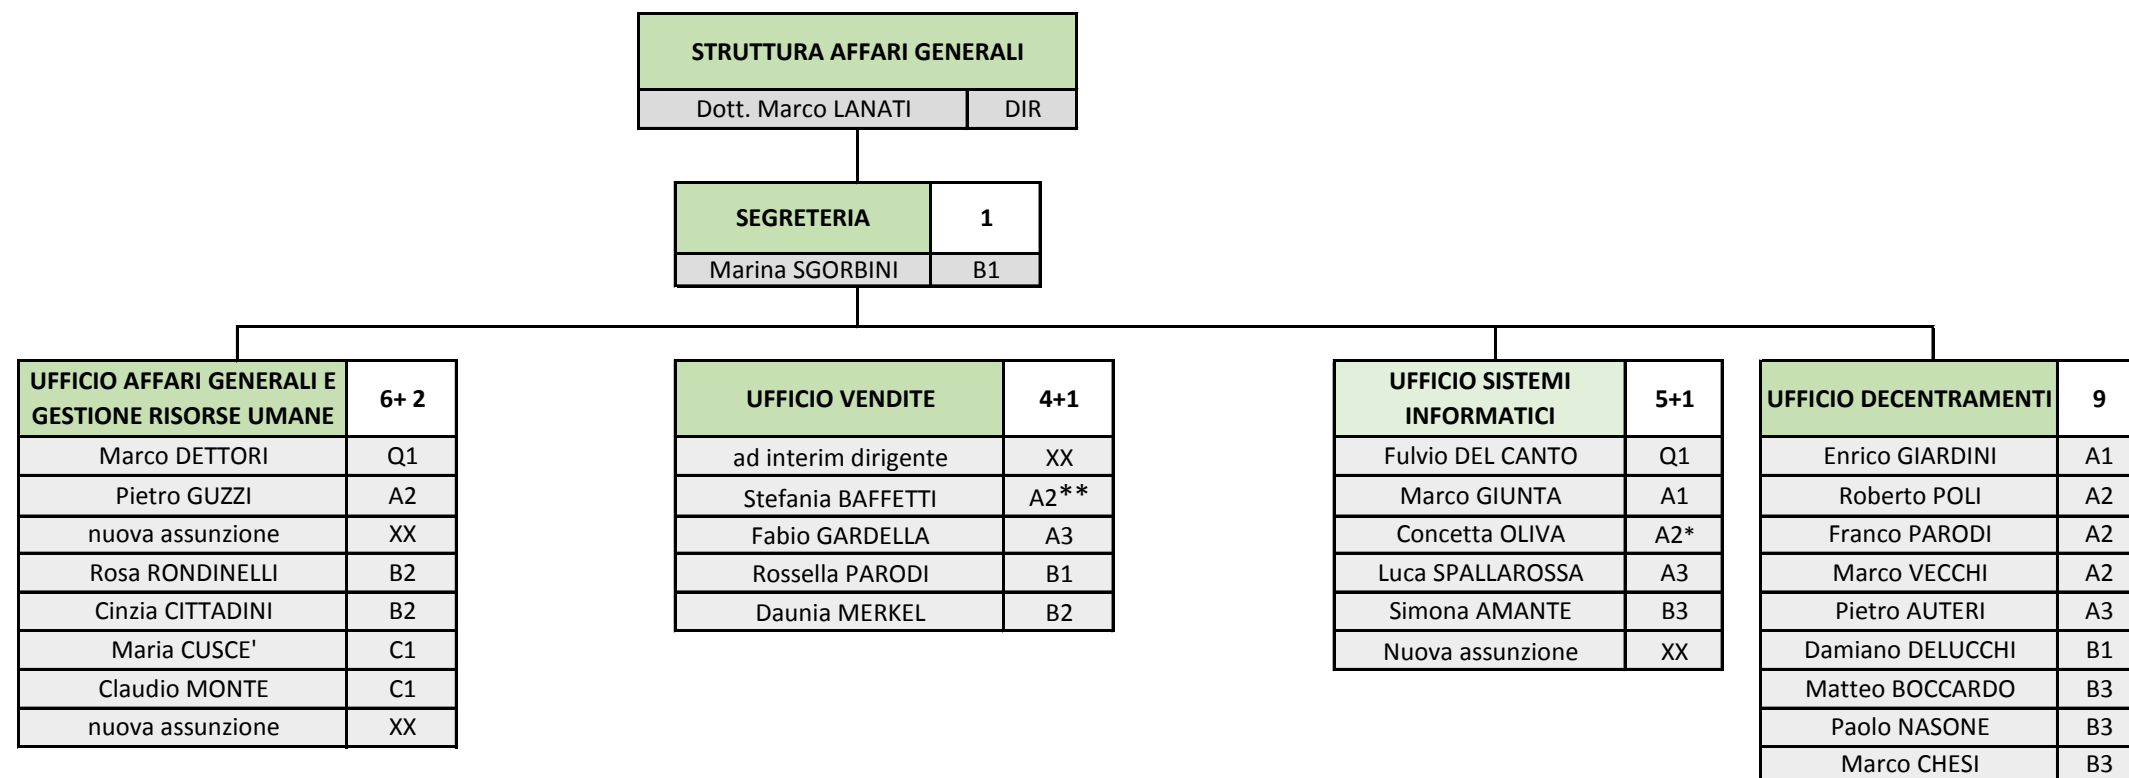 STRUTTURA AFFARI GENERALI
Dott. Marco LANATI DIR
SEGRETERIA 1
Marina SGORBINI B1
UFFICIO AFFARI GENERALI E
GESTIONE RISORSE UMANE 6+ 2
Marco DETTORI Q1
Pietro GUZZI A2
nuova assunzione XX
Rosa RONDINELLI B2
Cinzia CITTADINI B2
Maria CUSCE' C1
Claudio MONTE C1
nuova assunzione XX
UFFICIO VENDITE 4+1
ad interim dirigente XX
Stefania BAFFETTI A2**
Fabio GARDELLA A3
Rossella PARODI B1
Daunia MERKEL B2
UFFICIO SISTEMI
INFORMATICI 5+1
Fulvio DEL CANTO Q1
Marco GIUNTA A1
Concetta OLIVA A2*
Luca SPALLAROSSA A3
Simona AMANTE B3
Nuova assunzione XX
UFFICIO DECENTRAMENTI 9
Enrico GIARDINI A1
Roberto POLI A2
Franco PARODI A2
Marco VECCHI A2
Pietro AUTERI A3
Damiano DELUCCHI B1
Matteo BOCCARDO B3
Paolo NASONE B3
Marco CHESI B3